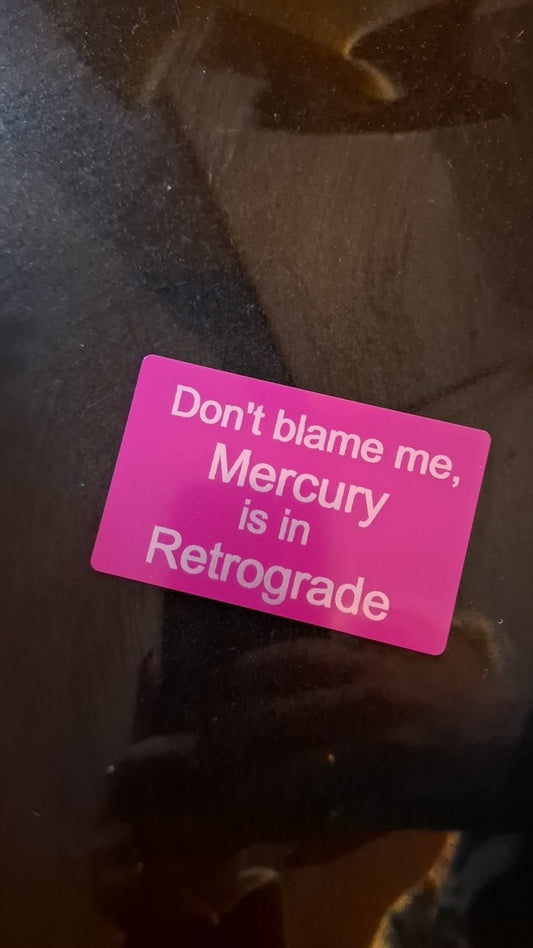 Don't blame me,
Mercury
is in
Retrograde